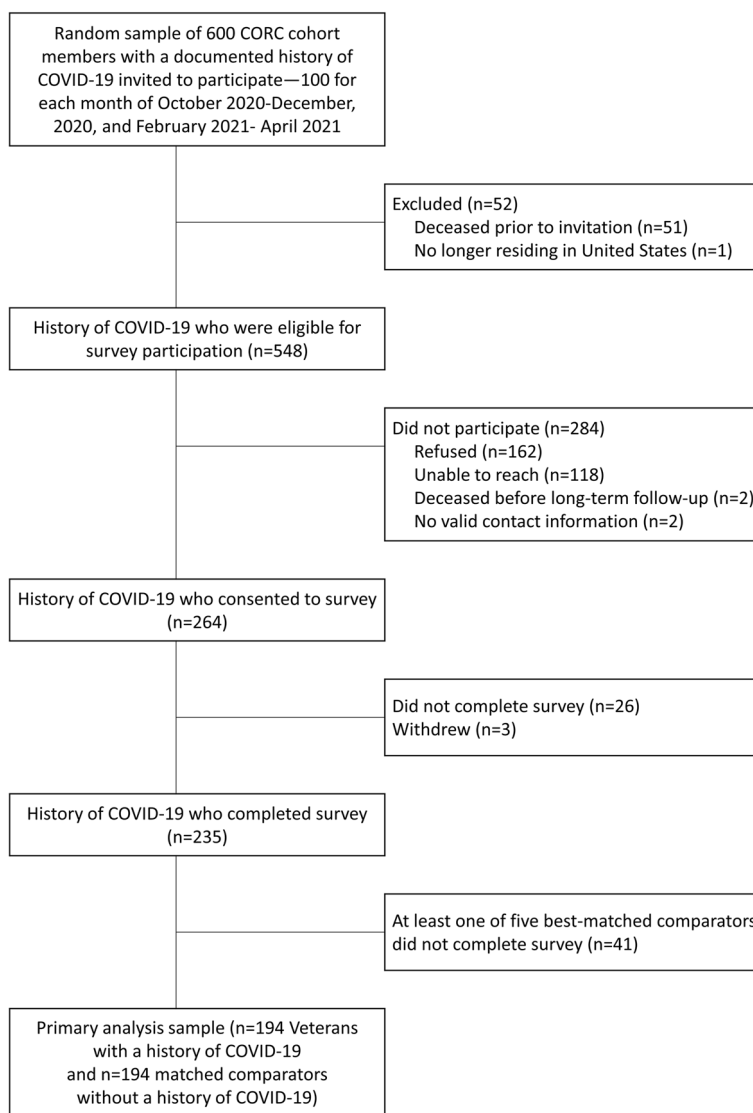 Random sample of 600 CORC cohort
members with a documented history of
COVID-19 invited to participate—100 for
each month of October 2020-December,
2020, and February 2021- April 2021
Excluded (n=52)
Deceased prior to invitation (n=51)
No longer residing in United States (n=1)
History of COVID-19 who were eligible for
survey participation (n=548)
Did not participate (n=284)
Refused (n=162)
Unable to reach (n=118)
Deceased before long-term follow-up (n=2)
No valid contact information (n=2)
History of COVID-19 who consented to survey
(n=264)
Did not complete survey (n=26)
Withdrew (n=3)
History of COVID-19 who completed survey
(n=235)
At least one of five best-matched comparators
did not complete survey (n=41)
Primary analysis sample (n=194 Veterans
with a history of COVID-19
and n=194 matched comparators
without a history of COVID-19)